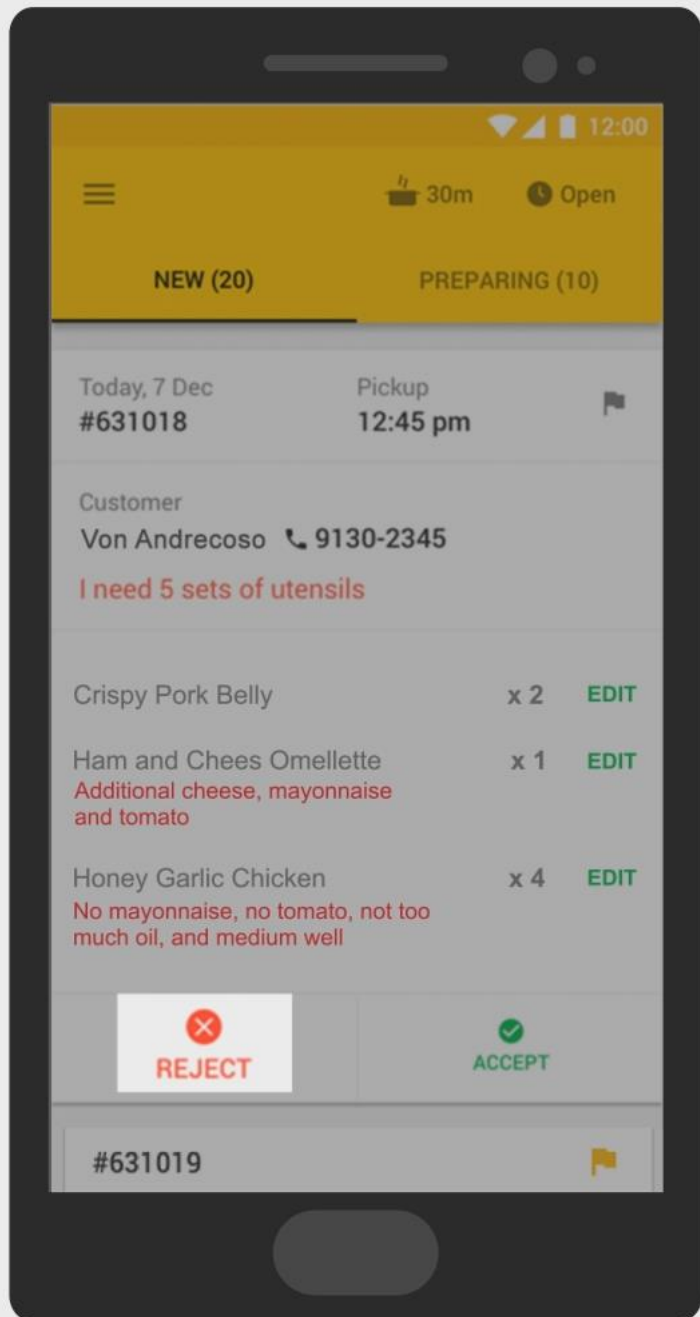 12:00
30m Open
NEW (20) PREPARING (10)
Today, 7 Dec Pickup
#631018 12:45 pm
Customer
Von Andrecoso 9130-2345
I need 5 sets of utensils
Crispy Pork Belly x 2 EDIT
Ham and Chees Omellette x 1 EDIT
Additional cheese, mayonnaise
and tomato
Honey Garlic Chicken x 4 EDIT
No mayonnaise, no tomato, not too
much oil, and medium well
REJECT ACCEPT
#631019